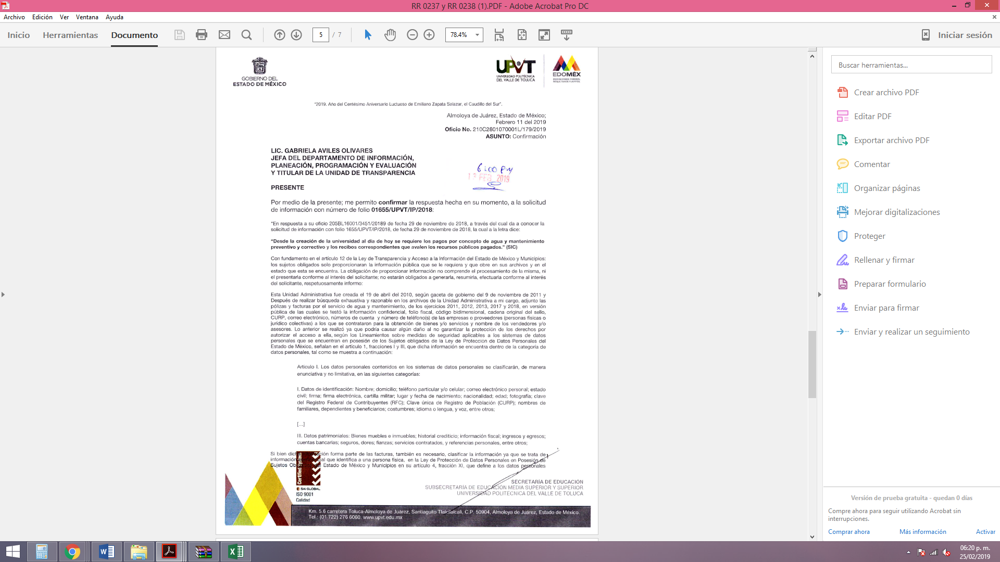 RR 0237 y RR 0238 (1).PDF - Adobe Acrobat Pro DC
Archivo Edición Ver Ventana Ayuda
Inicio Herramientas Documento 5 / 7 78.4% Iniciar sesión
GOBIERNO DEL
ESTADO DE MÉXICO
UPVT
UNIVERSIDAD POLITÉCNICA
DEL VALLE DE TOLUCA
EDOMÉX
DECISIONES FIRMES,
RESULTADOS FUERTES.
"2019. Año del Centésimo Aniversario Luctuoso de Emiliano Zapata Salazar, el Caudillo del Sur".
Almoloya de Juárez, Estado de México;
Febrero 11 del 2019
Oficio No. 210C2801070001L/179/2019
ASUNTO: Confirmación
LIC. GABRIELA AVILES OLIVARES
JEFA DEL DEPARTAMENTO DE INFORMACIÓN,
PLANEACIÓN, PROGRAMACIÓN Y EVALUACIÓN
Y TITULAR DE LA UNIDAD DE TRANSPARENCIA
6:00 PM
13 FEB 2019
PRESENTE
Por medio de la presente; me permito confirmar la respuesta hecha en su momento, a la solicitud
de información con número de folio 01655/UPVT/IP/2018:
"En respuesta a su oficio 205BL16001/3451/20189 de fecha 29 de noviembre de 2018, a través del cual da a conocer la
solicitud de información con folio 1655/UPVT/IP/2018, de fecha 29 de noviembre de 2018, la cual a la letra dice:
"Desde la creación de la universidad al día de hoy se requiere los pagos por concepto de agua y mantenimiento
preventivo y correctivo y los recibos correspondientes que avalen los recursos públicos pagados." (SIC)
Con fundamento en el artículo 12 de la Ley de Transparencia y Acceso a la Información del Estado de México y Municipios:
los sujetos obligados solo proporcionaran la información pública que se le requiera y que obre en sus archivos y en el
estado que esta se encuentra. La obligación de proporcionar información no comprende el procesamiento de la misma, ni
el presentarla conforme al interés del solicitante; no estarán obligados a generarla, resumirla, efectuarla conforme al interés
del solicitante, respetuosamente informo:
Esta Unidad Administrativa fue creada el 19 de abril del 2010, según gaceta de gobierno del 9 de noviembre de 2011 y
Después de realizar búsqueda exhaustiva y razonable en los archivos de la Unidad Administrativa a mi cargo, adjunto las
pólizas y facturas por el servicio de agua y mantenimiento, de los ejercicios 2011, 2012, 2013, 2017 y 2018, en versión
pública de las cuales se testó la información confidencial, folio fiscal, código bidimensional, cadena original del sello,
CURP, correo electrónico, números de cuenta y número de teléfono(s) de las empresas o proveedores (personas físicas o
jurídico colectivas) a los que se contrataron para la obtención de bienes y/o servicios y nombre de los vendedores y/o
asesores. Lo anterior se realizó ya que podría causar algún daño al no garantizar la protección de los derechos por
autorizar el acceso a ella, según los Lineamientos sobre medidas de seguridad aplicables a los sistemas de datos
personales que se encuentran en posesión de los Sujetos obligados de la Ley de Protección de Datos Personales del
Estado de México, señalan en el artículo 1, fracciones I y III, que dicha información se encuentra dentro de la categoría de
datos personales, tal como se muestra a continuación:
Articulo I. Los datos personales contenidos en los sistemas de datos personales se clasificarán, de manera
enunciativa y no limitativa, en las siguientes categorías:
I. Datos de identificación: Nombre; domicilio; teléfono particular y/o celular; correo electrónico personal; estado
civil; firma; firma electrónica, cartilla militar; lugar y fecha de nacimiento; nacionalidad; edad; fotografía; clave
del Registro Federal de Contribuyentes (RFC); Clave única de Registro de Población (CURP); nombres de
familiares, dependientes y beneficiarios; costumbres; idioma o lengua, y voz, entre otros;
[...]
III. Datos patrimoniales: Bienes muebles e inmuebles; historial crediticio; información fiscal; ingresos y egresos;
cuentas bancarias; seguros, dores; fianzas; servicios contratados, y referencias personales, entre otros;
Si bien ción forma parte de las facturas, también es necesario, clasificar la información ya que se trata de
información cial que identifica a una persona física, en la Ley de Protección de Datos Personales en Posesión de
Sujetos Estado de México y Municipios en su artículo 4, fracción XI, que define a los datos personales
Certified System
SAI GLOBAL
ISO 9001
Calidad
SECRETARÍA DE EDUCACIÓN
SUBSECRETARÍA DE EDUCACIÓN MEDIA SUPERIOR Y SUPERIOR
UNIVERSIDAD POLITÉCNICA DEL VALLE DE TOLUCA
Km. 5.6 carretera Toluca-Almoloya de Juárez, Santiaguito Tlalcilalcali, C.P. 50904, Almoloya de Juárez, Estado de México.
Tel.: (01 722) 276 6060. www.upvt.edu.mx
Buscar herramientas...
Crear archivo PDF
Editar PDF
Exportar archivo PDF
Comentar
Organizar páginas
Mejorar digitalizaciones
Proteger
Rellenar y firmar
Preparar formulario
Enviar para firmar
Enviar y realizar un seguimiento
Versión de prueba gratuita - quedan 0 días
Compre ahora para seguir utilizando Acrobat sin
interrupciones.
Comprar ahora Más información Activar
06:20 p. m.
25/02/2019